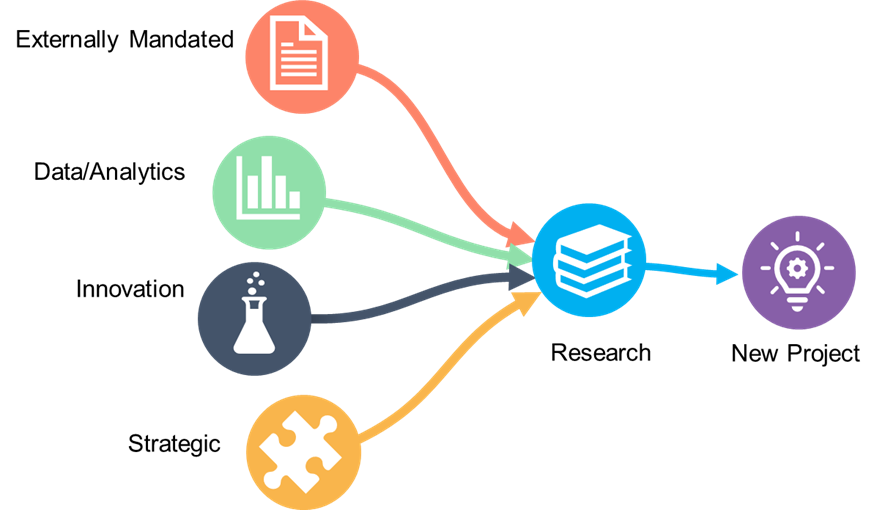 Externally Mandated
Data/Analytics
Innovation
Research
New Project
Strategic